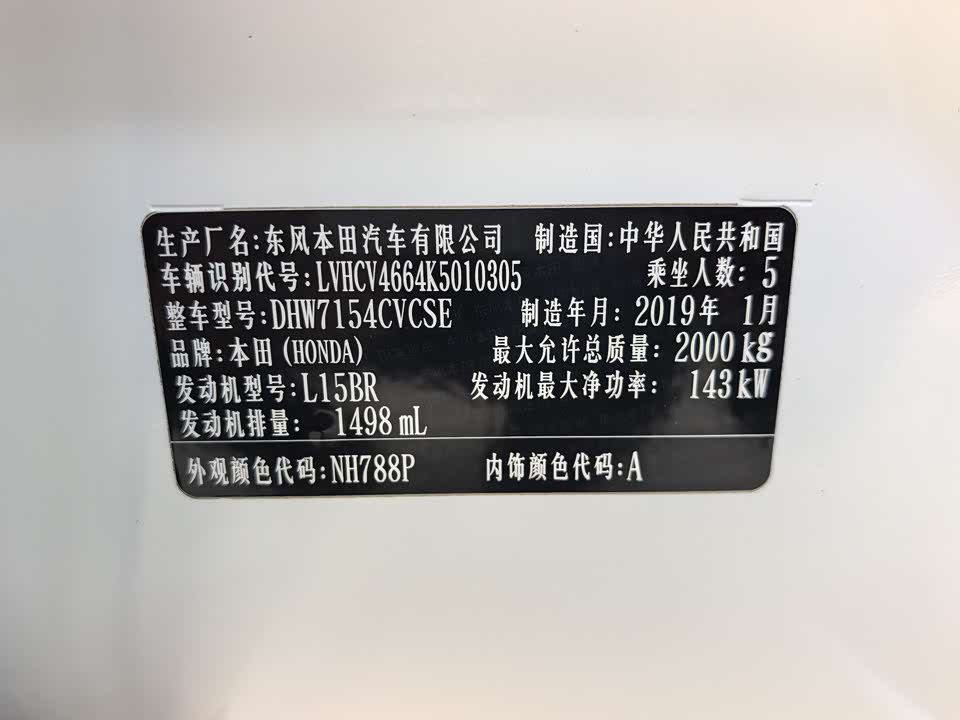 生产厂名:东风本田汽车有限公司 制造国:中华人民共和国
车辆识别代号:LVHCV4664K5010305 乘坐人数:5
整车型号:DHW7154CVCSE 制造年月:2019年 1月
品牌:本田(HONDA) 最大允许总质量:2000kg
发动机型号:L15BR 发动机最大净功率: 143kW
发动机排量: 1498mL
外观颜色代码:NH788P 内饰颜色代码:A